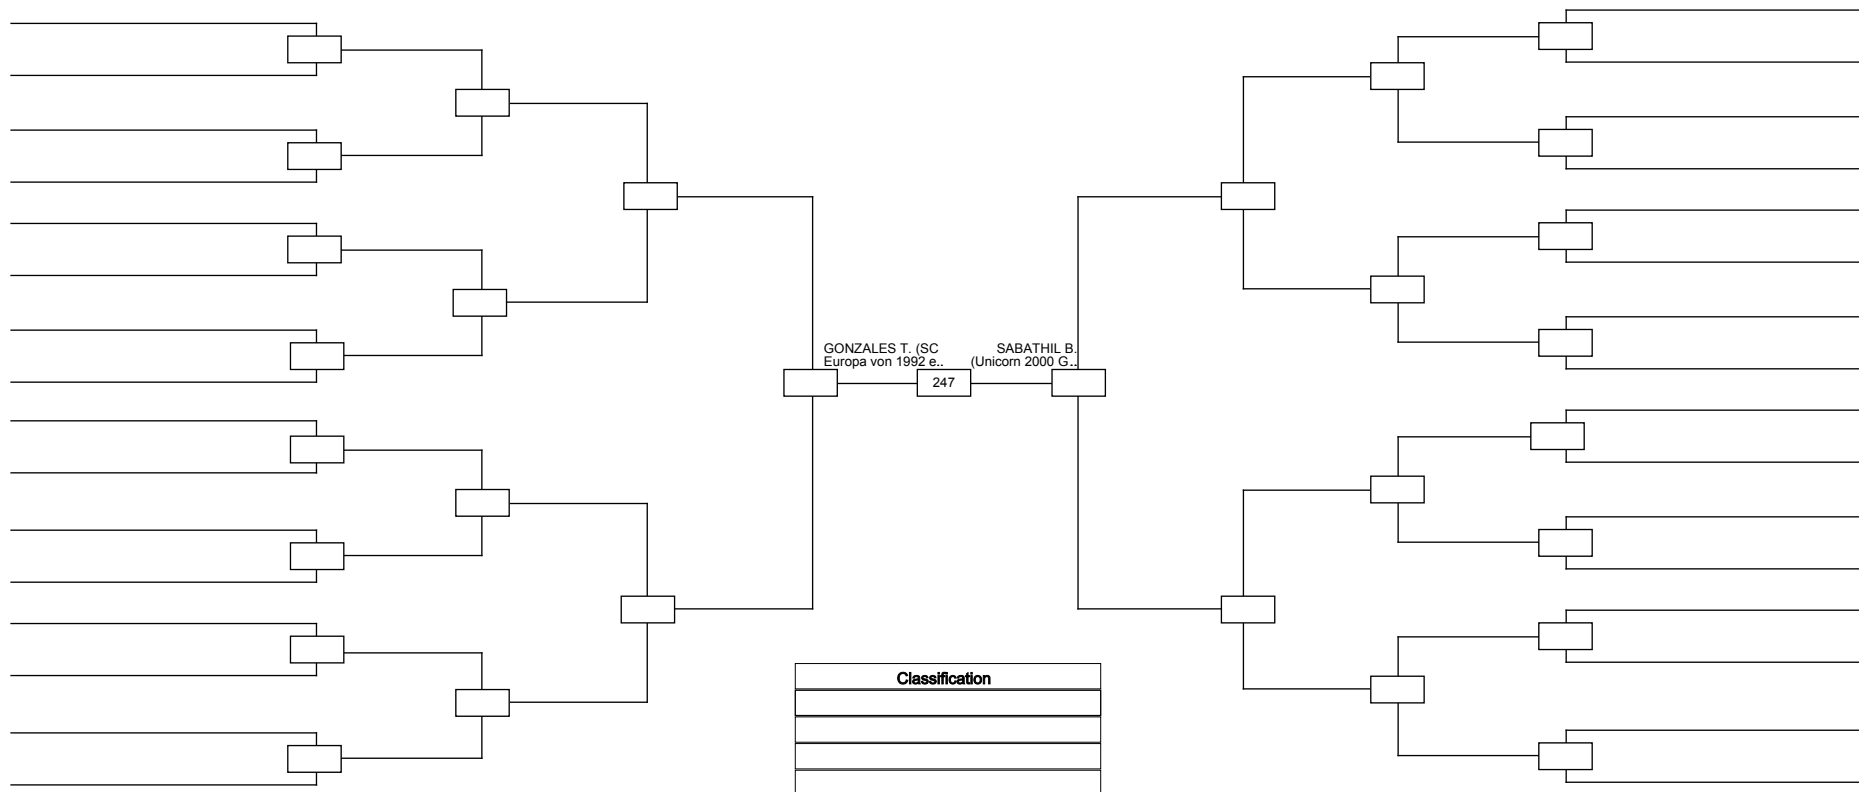 GONZALES T. (SC
Europa von 1992 e..
SABATHIL B.
(Unicorn 2000 G..
247
Classification